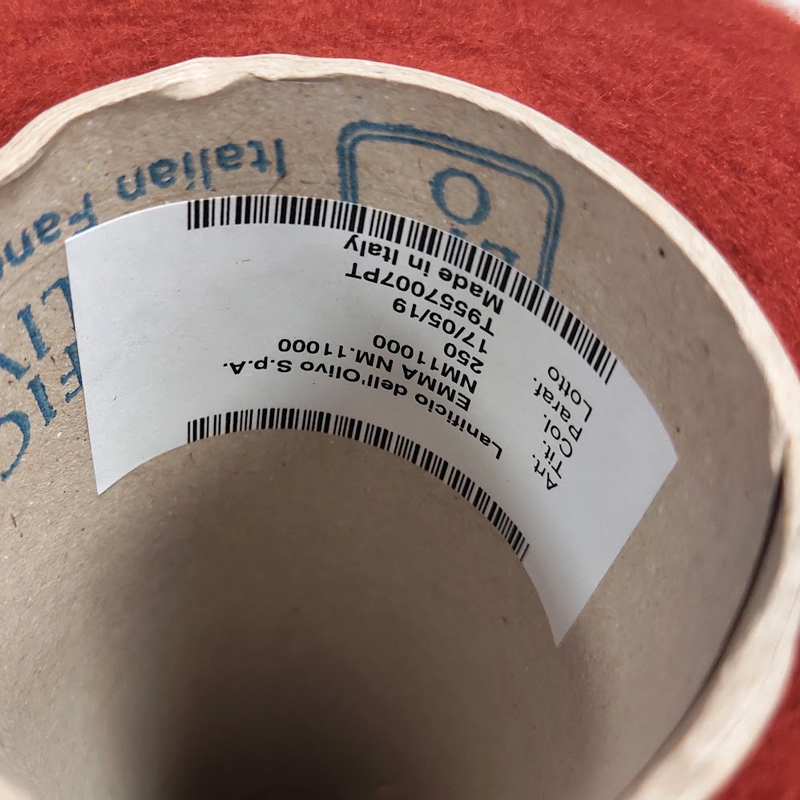 Lanificio dell'Olivo S.p.A.
Art. EMMA NM.11000
Tit. NM11000
Col. 250
Paraf. 17/05/19
Lotto T9557007PT
Made in Italy
Italian